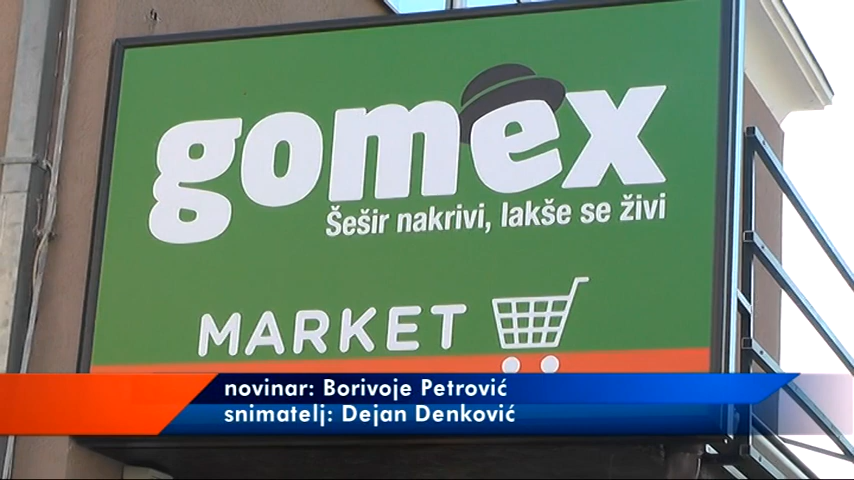 gomex
Šešir nakrivi, lakše se živi
MARKET
novinar: Borivoje Petrović
snimatelj: Dejan Denković